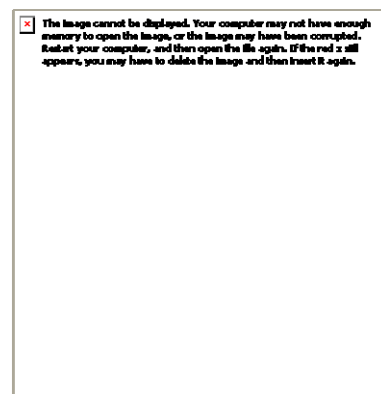 The image cannot be displayed. Your computer may not have enough
memory to open the image, or the image may have been corrupted.
Restart your computer, and then open the file again. If the red x still
appears, you may have to delete the image and then insert it again.